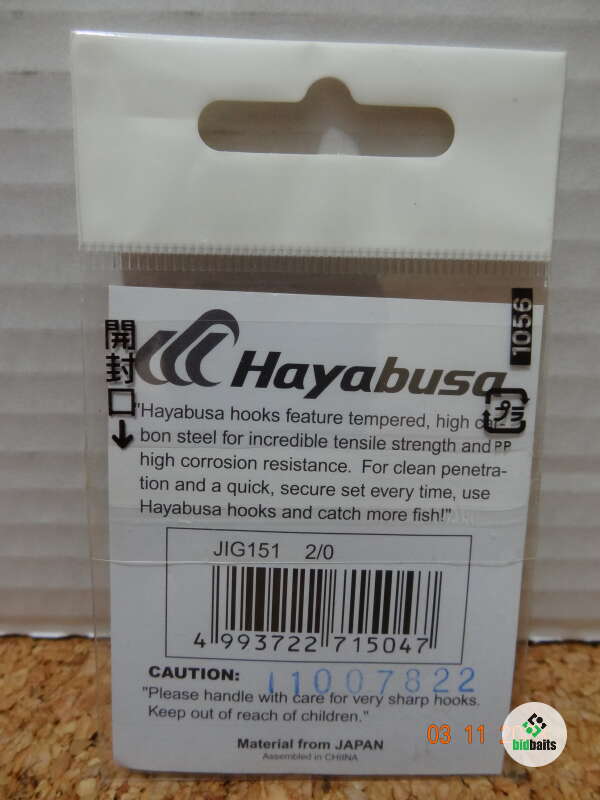 1056
開封口↓
Hayabusa
プラ
PP
"Hayabusa hooks feature tempered, high car-
bon steel for incredible tensile strength and
high corrosion resistance. For clean penetra-
tion and a quick, secure set every time, use
Hayabusa hooks and catch more fish!"
JIG151 2/0
4 993722 715047
CAUTION:
11007822
"Please handle with care for very sharp hooks.
Keep out of reach of children."
Material from JAPAN
Assembled in CHIINA
03 11
bidbaits